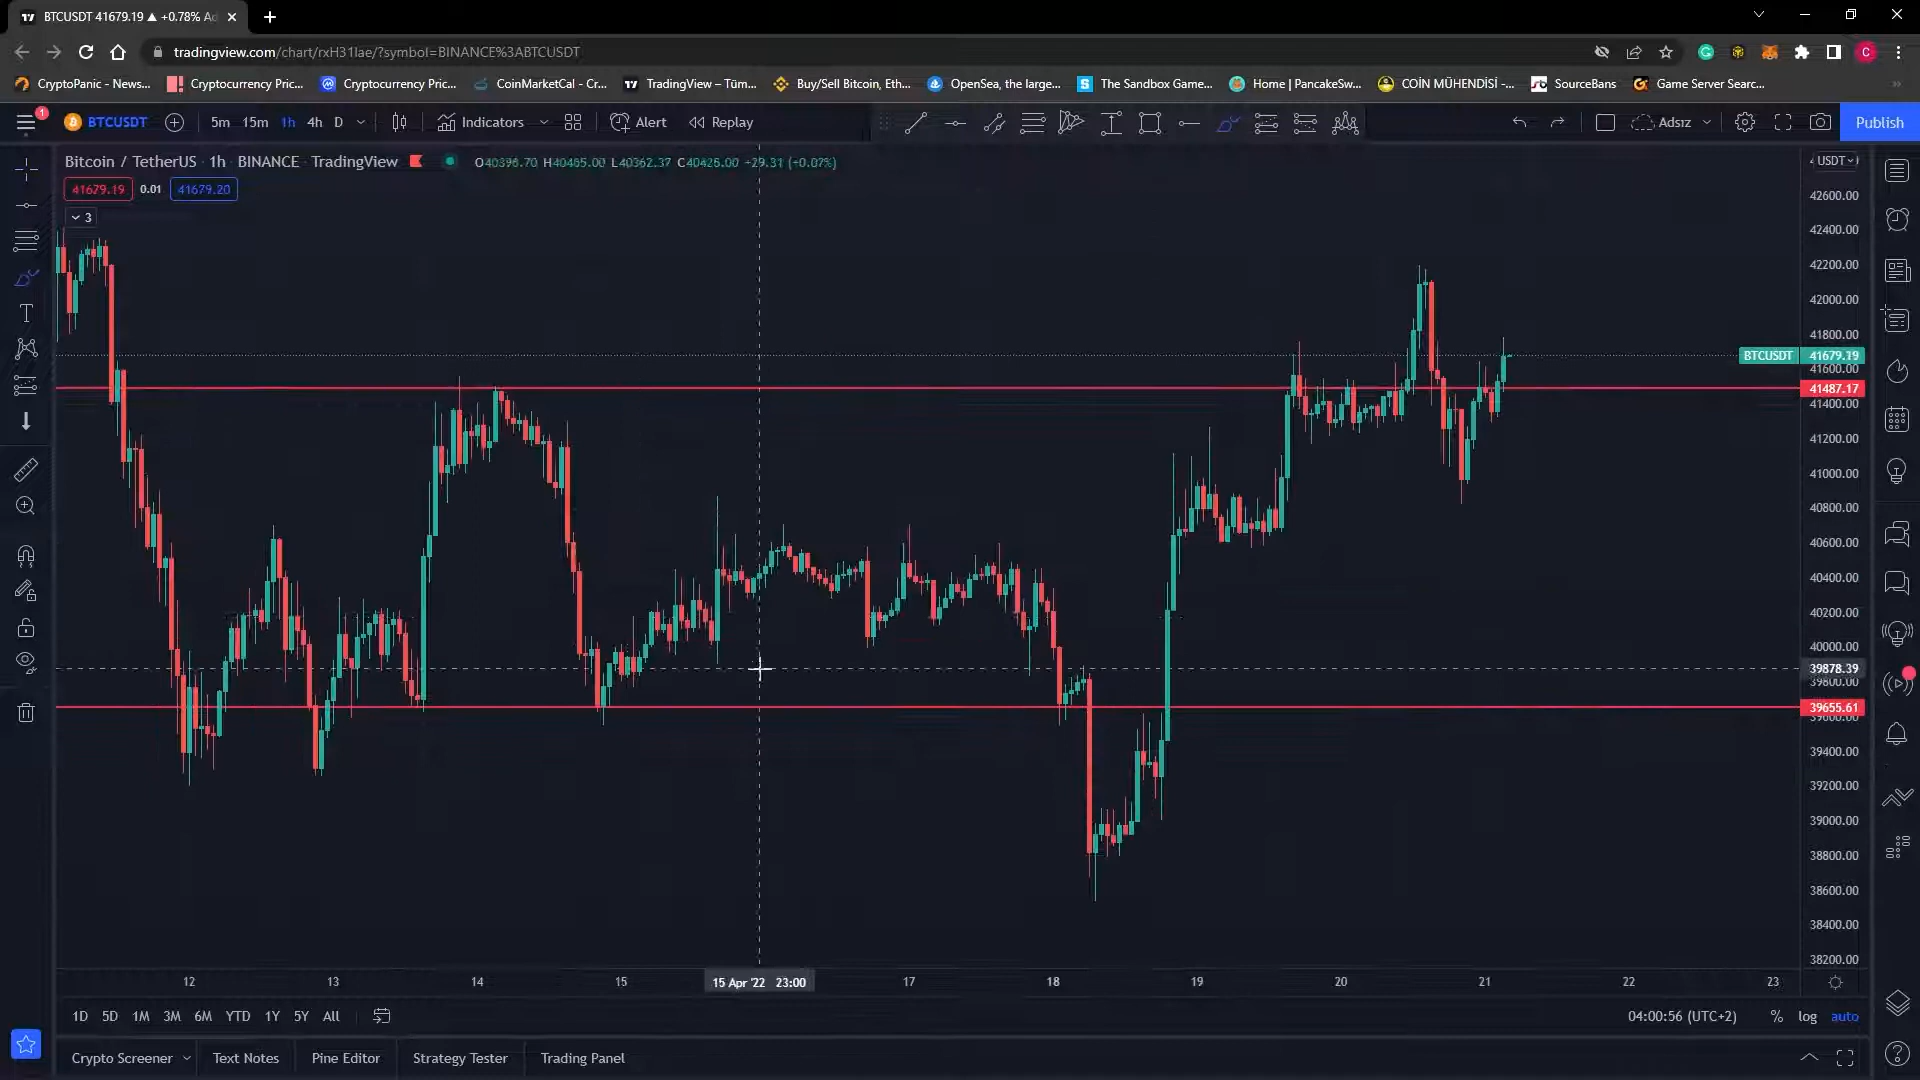 BTCUSDT 41679.19 ▲ +0.78% Ad
tradingview.com/chart/rxH31Iae/?symbol=BINANCE%3ABTCUSDT
C
CryptoPanic - News... Cryptocurrency Pric... Cryptocurrency Pric... CoinMarketCal - Cr... TradingView – Tüm... Buy/Sell Bitcoin, Eth... OpenSea, the large... The Sandbox Game... Home | PancakeSw... COİN MÜHENDİSİ -... SourceBans Game Server Searc... »
1 BTCUSDT 5m 15m 1h 4h D Indicators Alert Replay Adsız Publish
Bitcoin / TetherUS · 1h · BINANCE · TradingView O40396.70 H40465.00 L40362.37 C40426.00 +29.31 (+0.07%) USDT
41679.19 0.01 41679.20
3
42600.00
42400.00
42200.00
42000.00
41800.00
BTCUSDT 41679.19
41600.00
41487.17
41400.00
41200.00
41000.00
40800.00
40600.00
40400.00
40200.00
40000.00
39878.39
39800.00
39655.61
39600.00
39400.00
39200.00
39000.00
38800.00
38600.00
38400.00
38200.00
12 13 14 15 15 Apr '22 23:00 17 18 19 20 21 22 23
1D 5D 1M 3M 6M YTD 1Y 5Y All 04:00:56 (UTC+2) % log auto
Crypto Screener Text Notes Pine Editor Strategy Tester Trading Panel